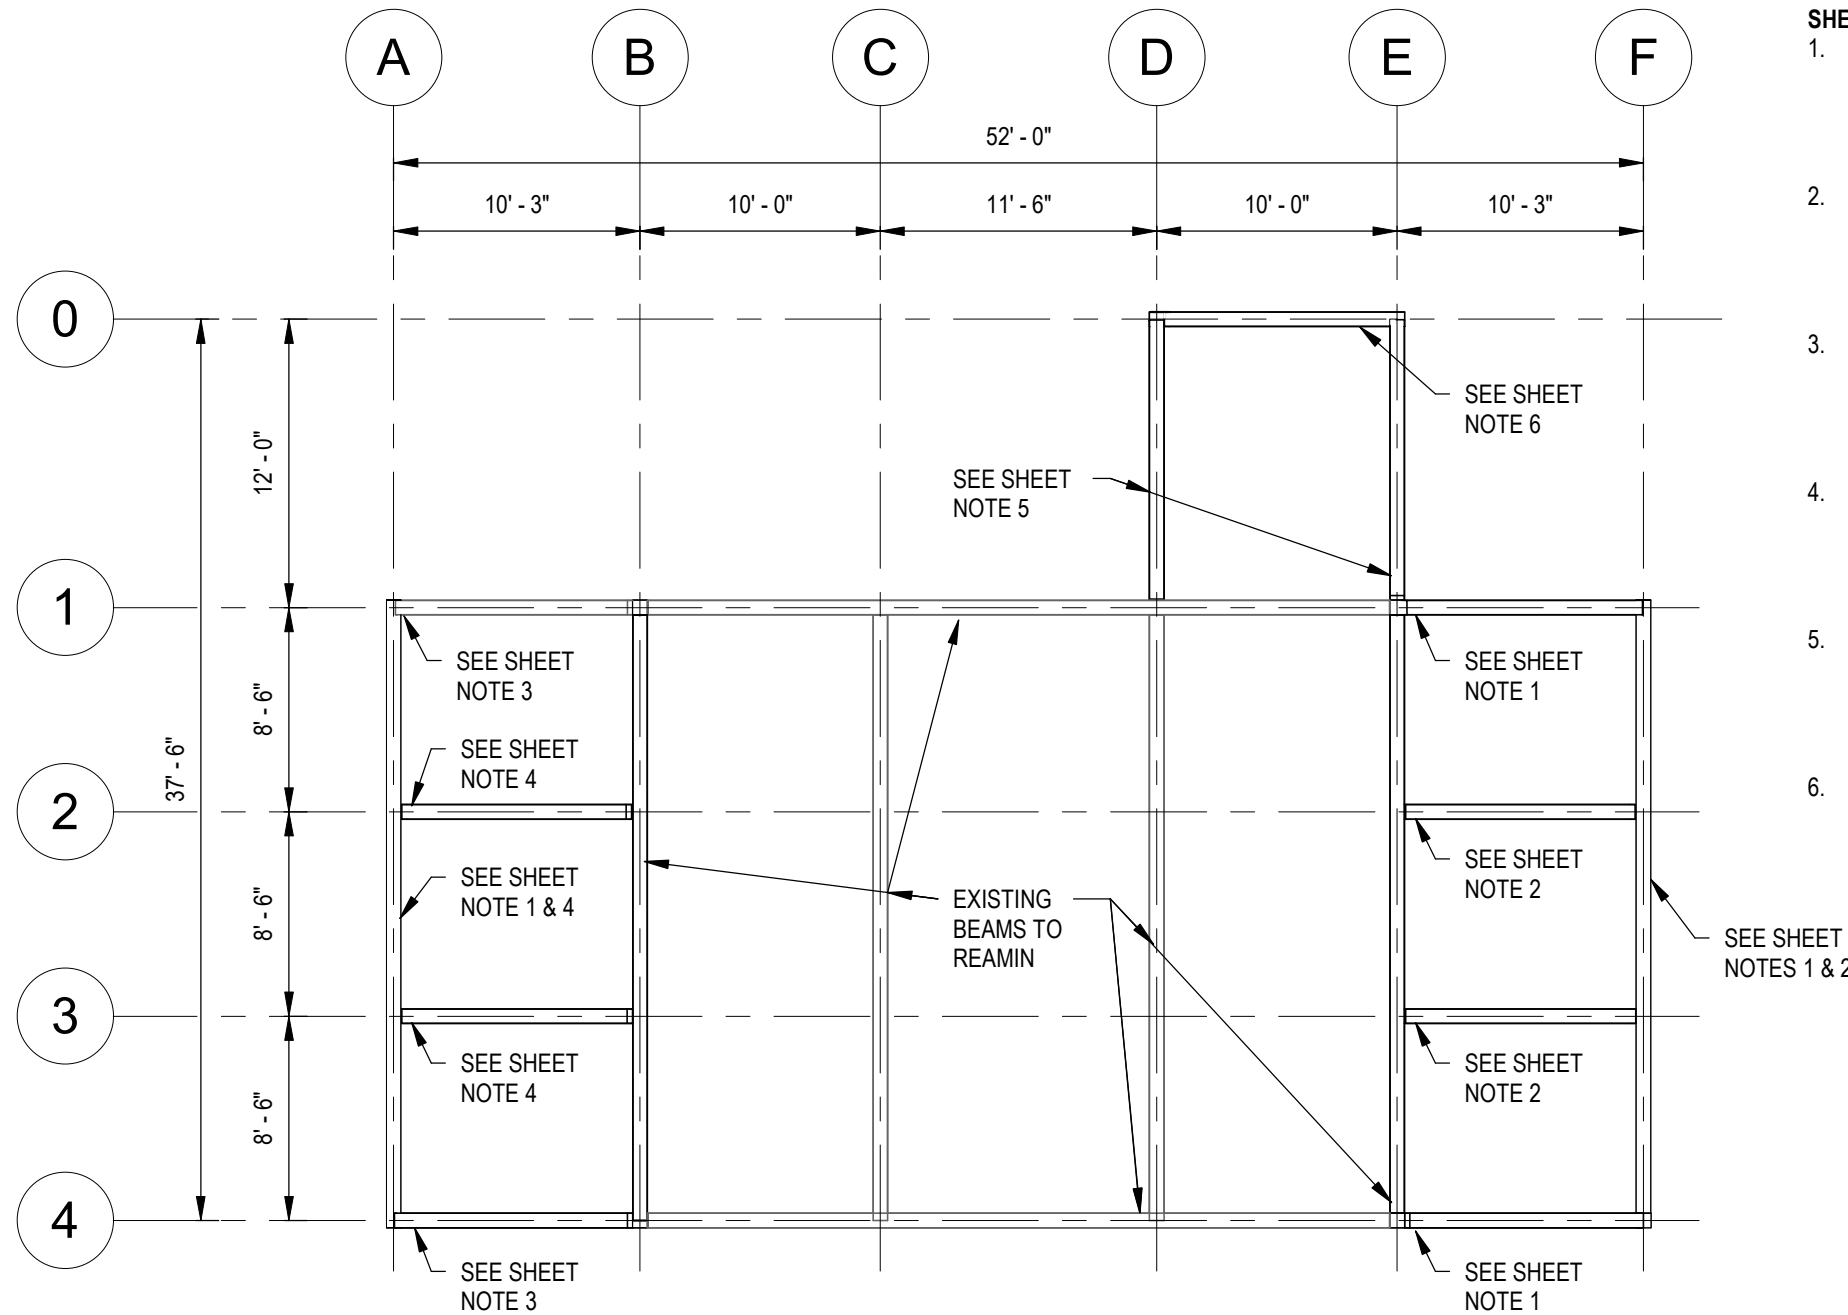 A B C D E F
SHE
1.
52' - 0"
10' - 3" 10' - 0" 11' - 6" 10' - 0" 10' - 3"
2.
0
3.
SEE SHEET
NOTE 6
12' - 0"
SEE SHEET
NOTE 5
4.
1
5.
SEE SHEET
NOTE 3
SEE SHEET
NOTE 1
8' - 6"
37' - 6"
SEE SHEET
NOTE 4
6.
2
SEE SHEET
NOTE 1 & 4
SEE SHEET
NOTE 2
8' - 6"
EXISTING
BEAMS TO
REAMIN
SEE SHEET
NOTES 1 & 2
3
SEE SHEET
NOTE 4
SEE SHEET
NOTE 2
8' - 6"
4
SEE SHEET
NOTE 3
SEE SHEET
NOTE 1